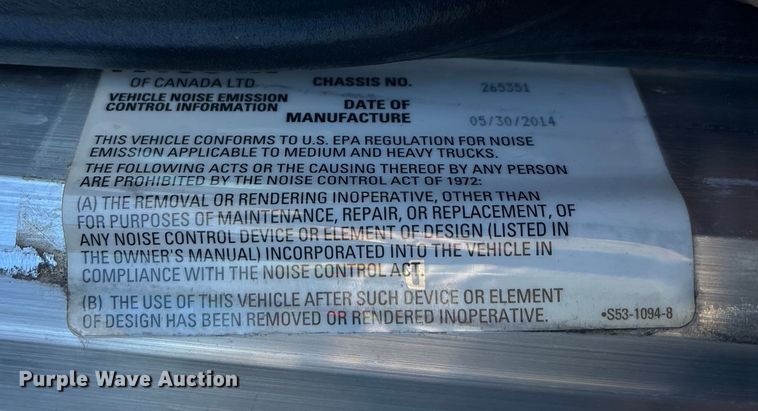 OF CANADA LTD. CHASSIS NO. 265351
VEHICLE NOISE EMISSION
CONTROL INFORMATION DATE OF
MANUFACTURE 05/30/2014
THIS VEHICLE CONFORMS TO U.S. EPA REGULATION FOR NOISE
EMISSION APPLICABLE TO MEDIUM AND HEAVY TRUCKS.
THE FOLLOWING ACTS OR THE CAUSING THEREOF BY ANY PERSON
ARE PROHIBITED BY THE NOISE CONTROL ACT OF 1972:
(A) THE REMOVAL OR RENDERING INOPERATIVE, OTHER THAN
FOR PURPOSES OF MAINTENANCE, REPAIR, OR REPLACEMENT, OF
ANY NOISE CONTROL DEVICE OR ELEMENT OF DESIGN (LISTED IN
THE OWNER'S MANUAL) INCORPORATED INTO THE VEHICLE IN
COMPLIANCE WITH THE NOISE CONTROL ACT.
(B) THE USE OF THIS VEHICLE AFTER SUCH DEVICE OR ELEMENT
OF DESIGN HAS BEEN REMOVED OR RENDERED INOPERATIVE. •S53-1094-8
Purple Wave Auction